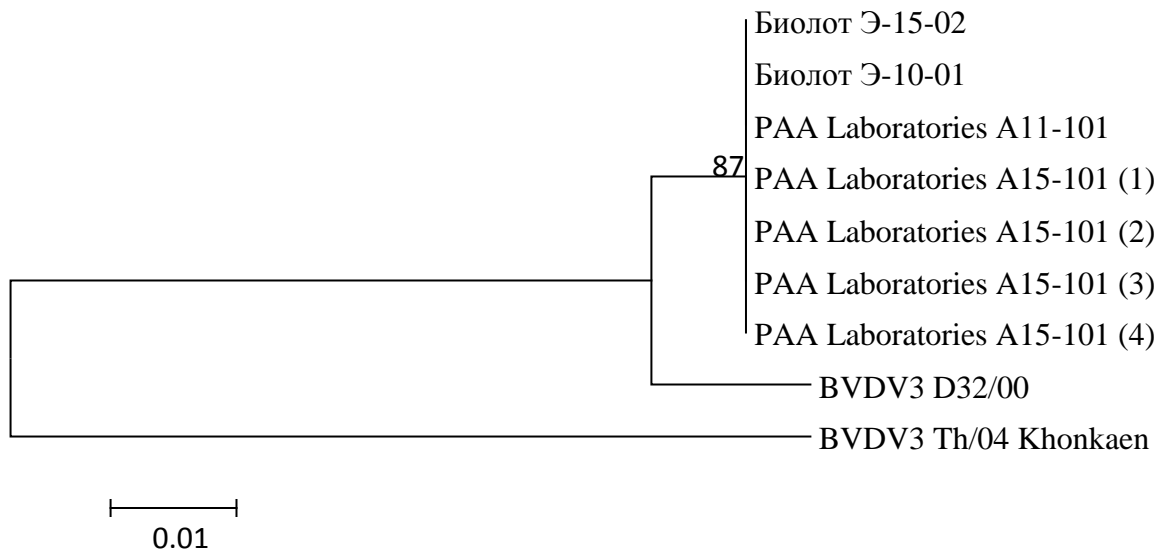 Биолот Э-15-02
Биолот Э-10-01
PAA Laboratories A11-101
87
PAA Laboratories A15-101 (1)
PAA Laboratories A15-101 (2)
PAA Laboratories A15-101 (3)
PAA Laboratories A15-101 (4)
BVDV3 D32/00
BVDV3 Th/04 Khonkaen
0.01